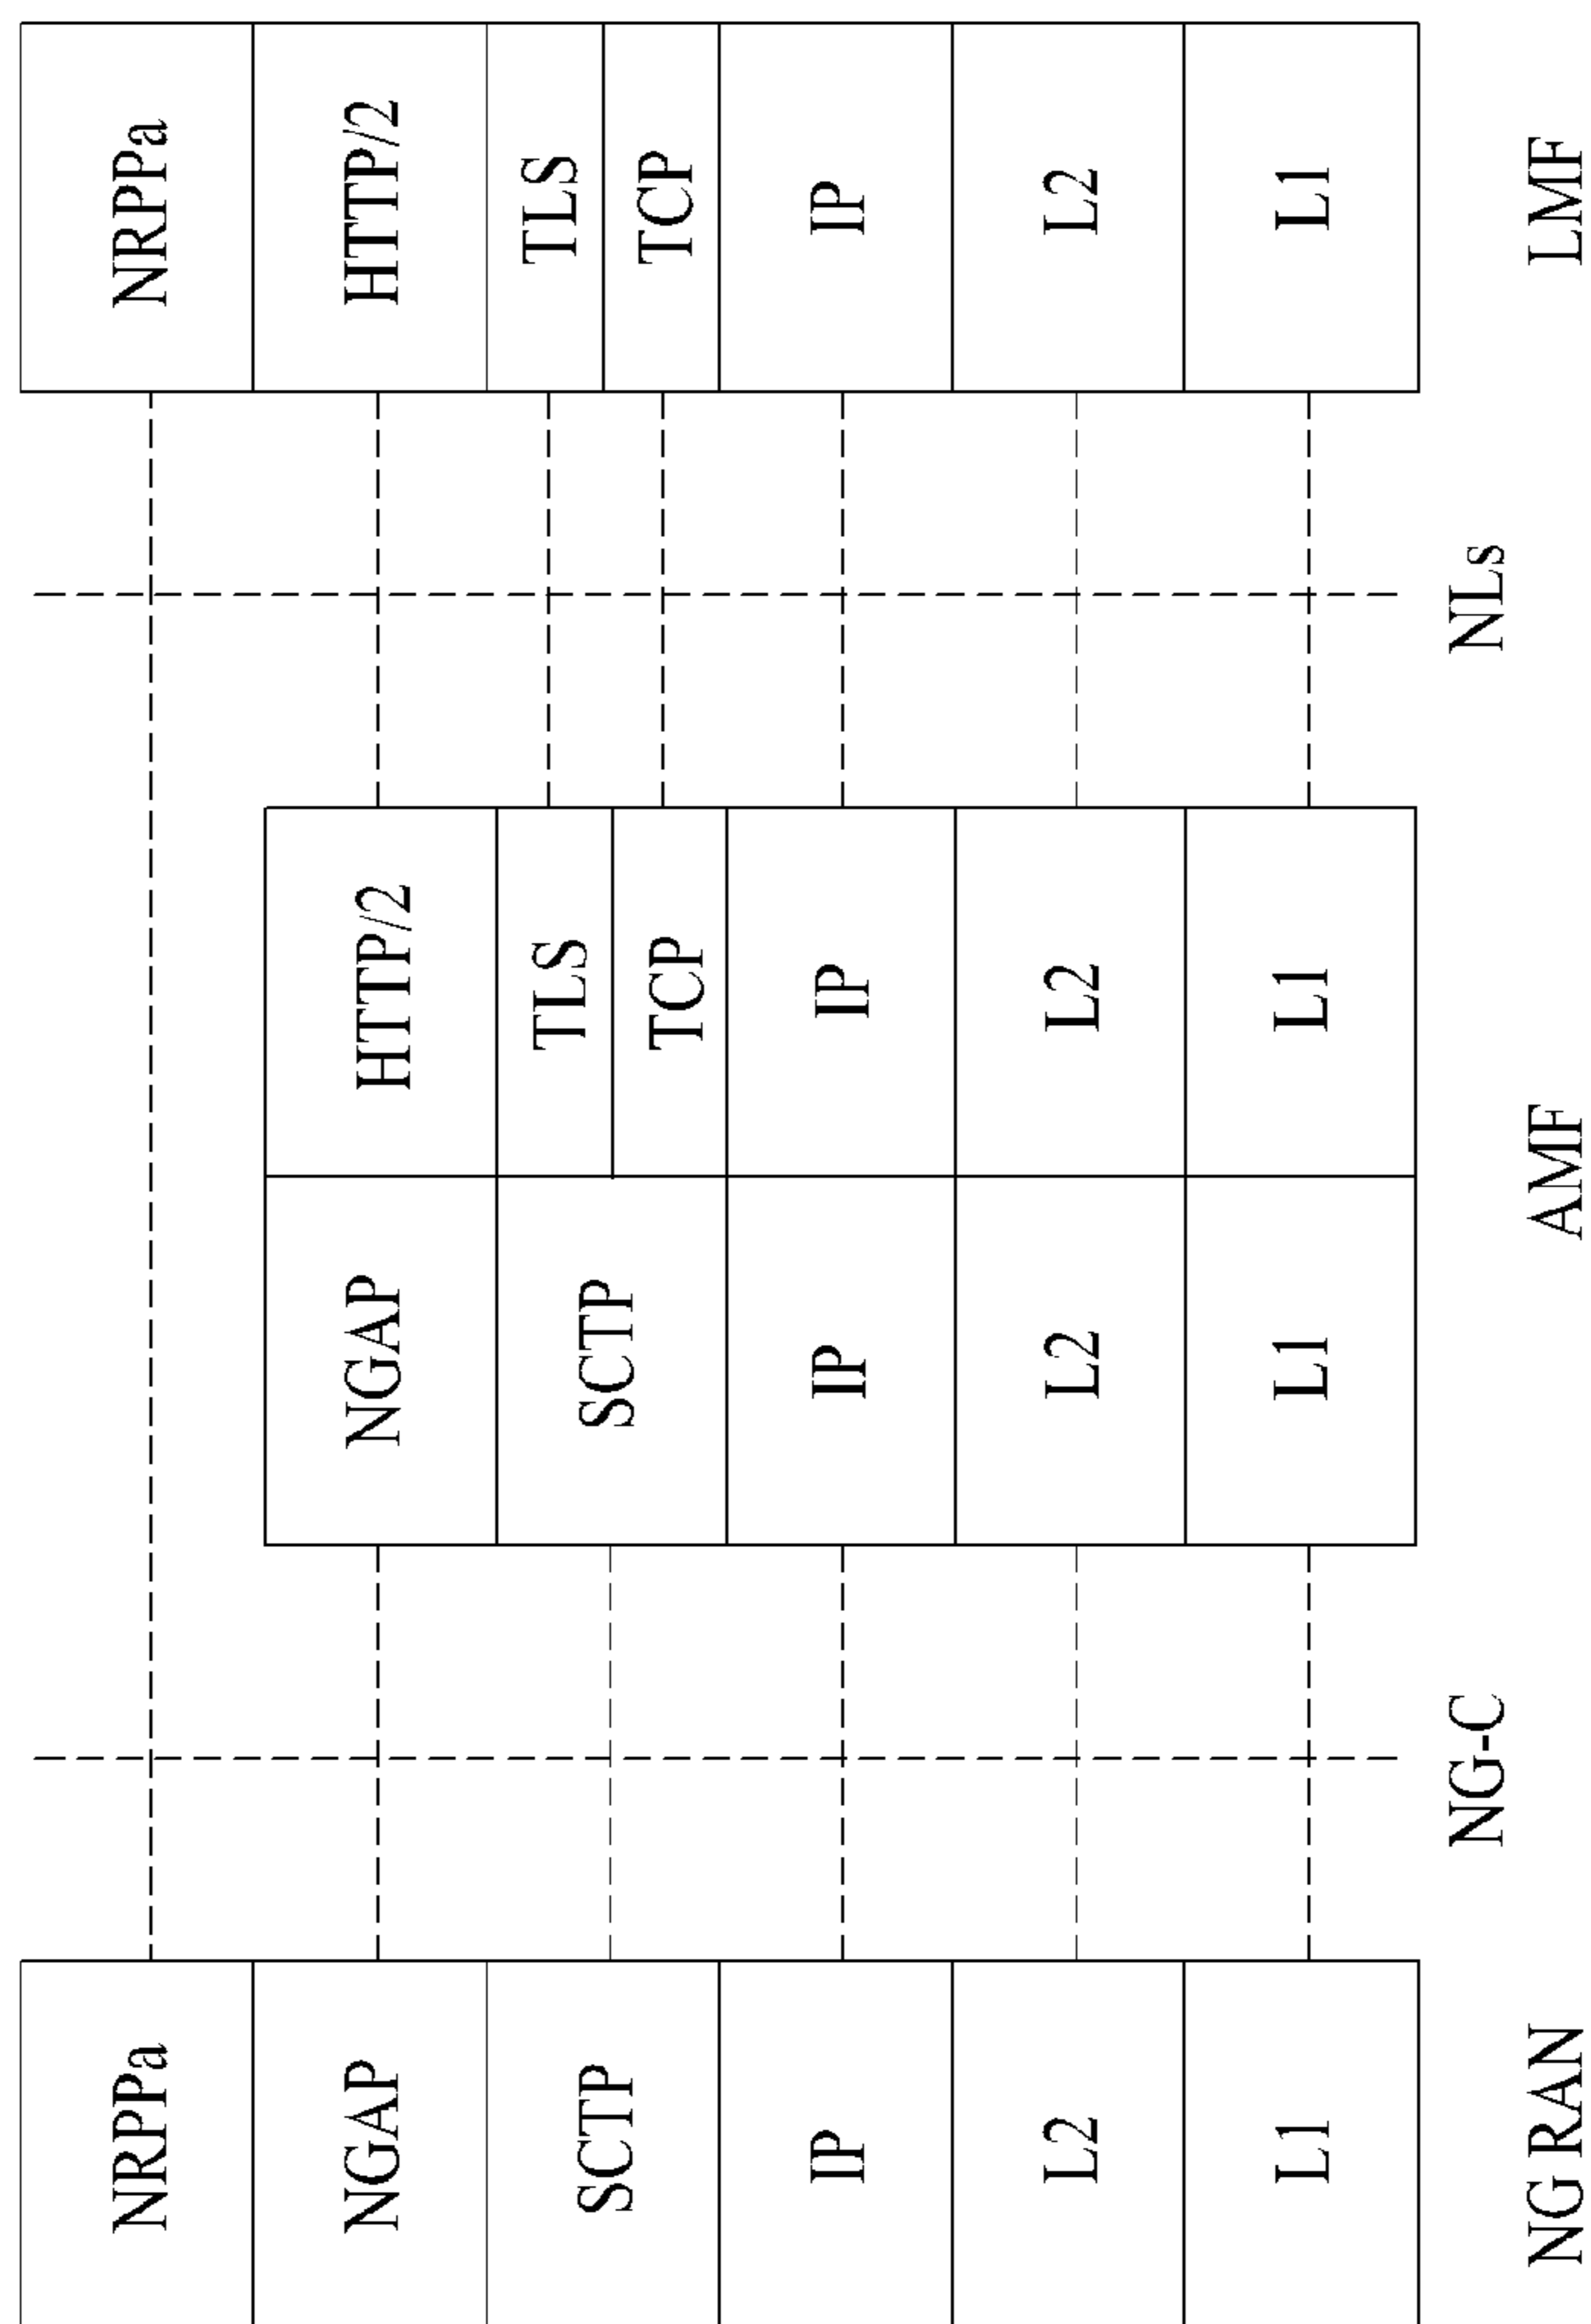 NRPPa NRPPa
NGAP NGAP HTTP/2 HTTP/2
SCTP SCTP TLS TLS
TCP TCP
IP IP IP IP
L2 L2 L2 L2
L1 L1 L1 L1
NG-C NLs
NG RAN AMF LMF